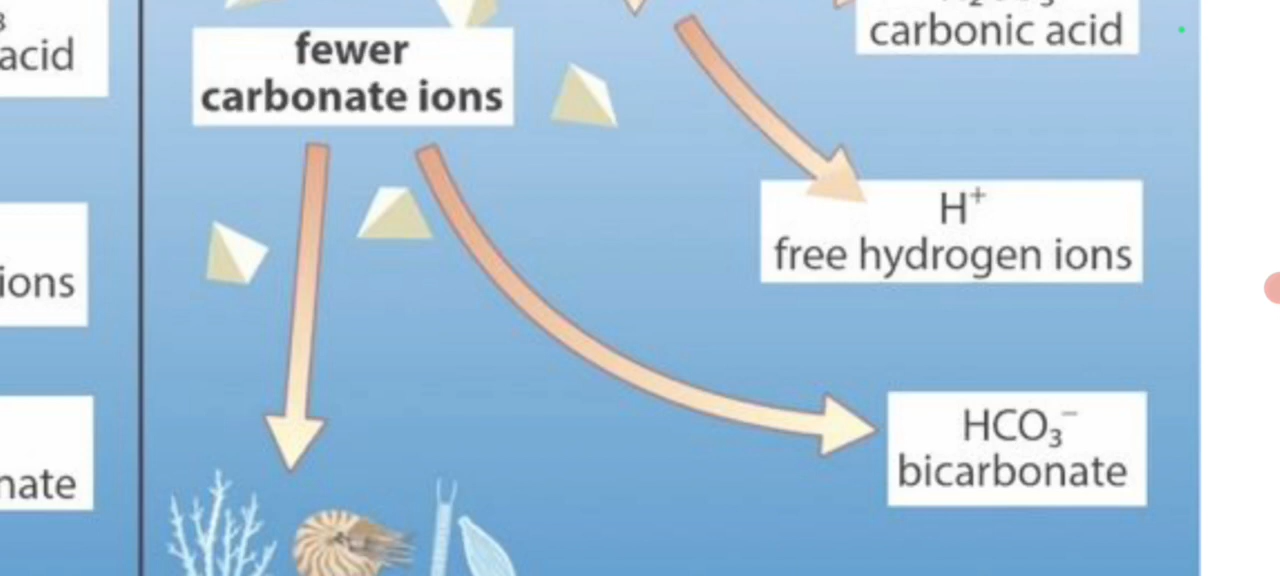 acid
ions
nate
fewer
carbonate ions
carbonic acid
H⁺
free hydrogen ions
HCO₃⁻
bicarbonate